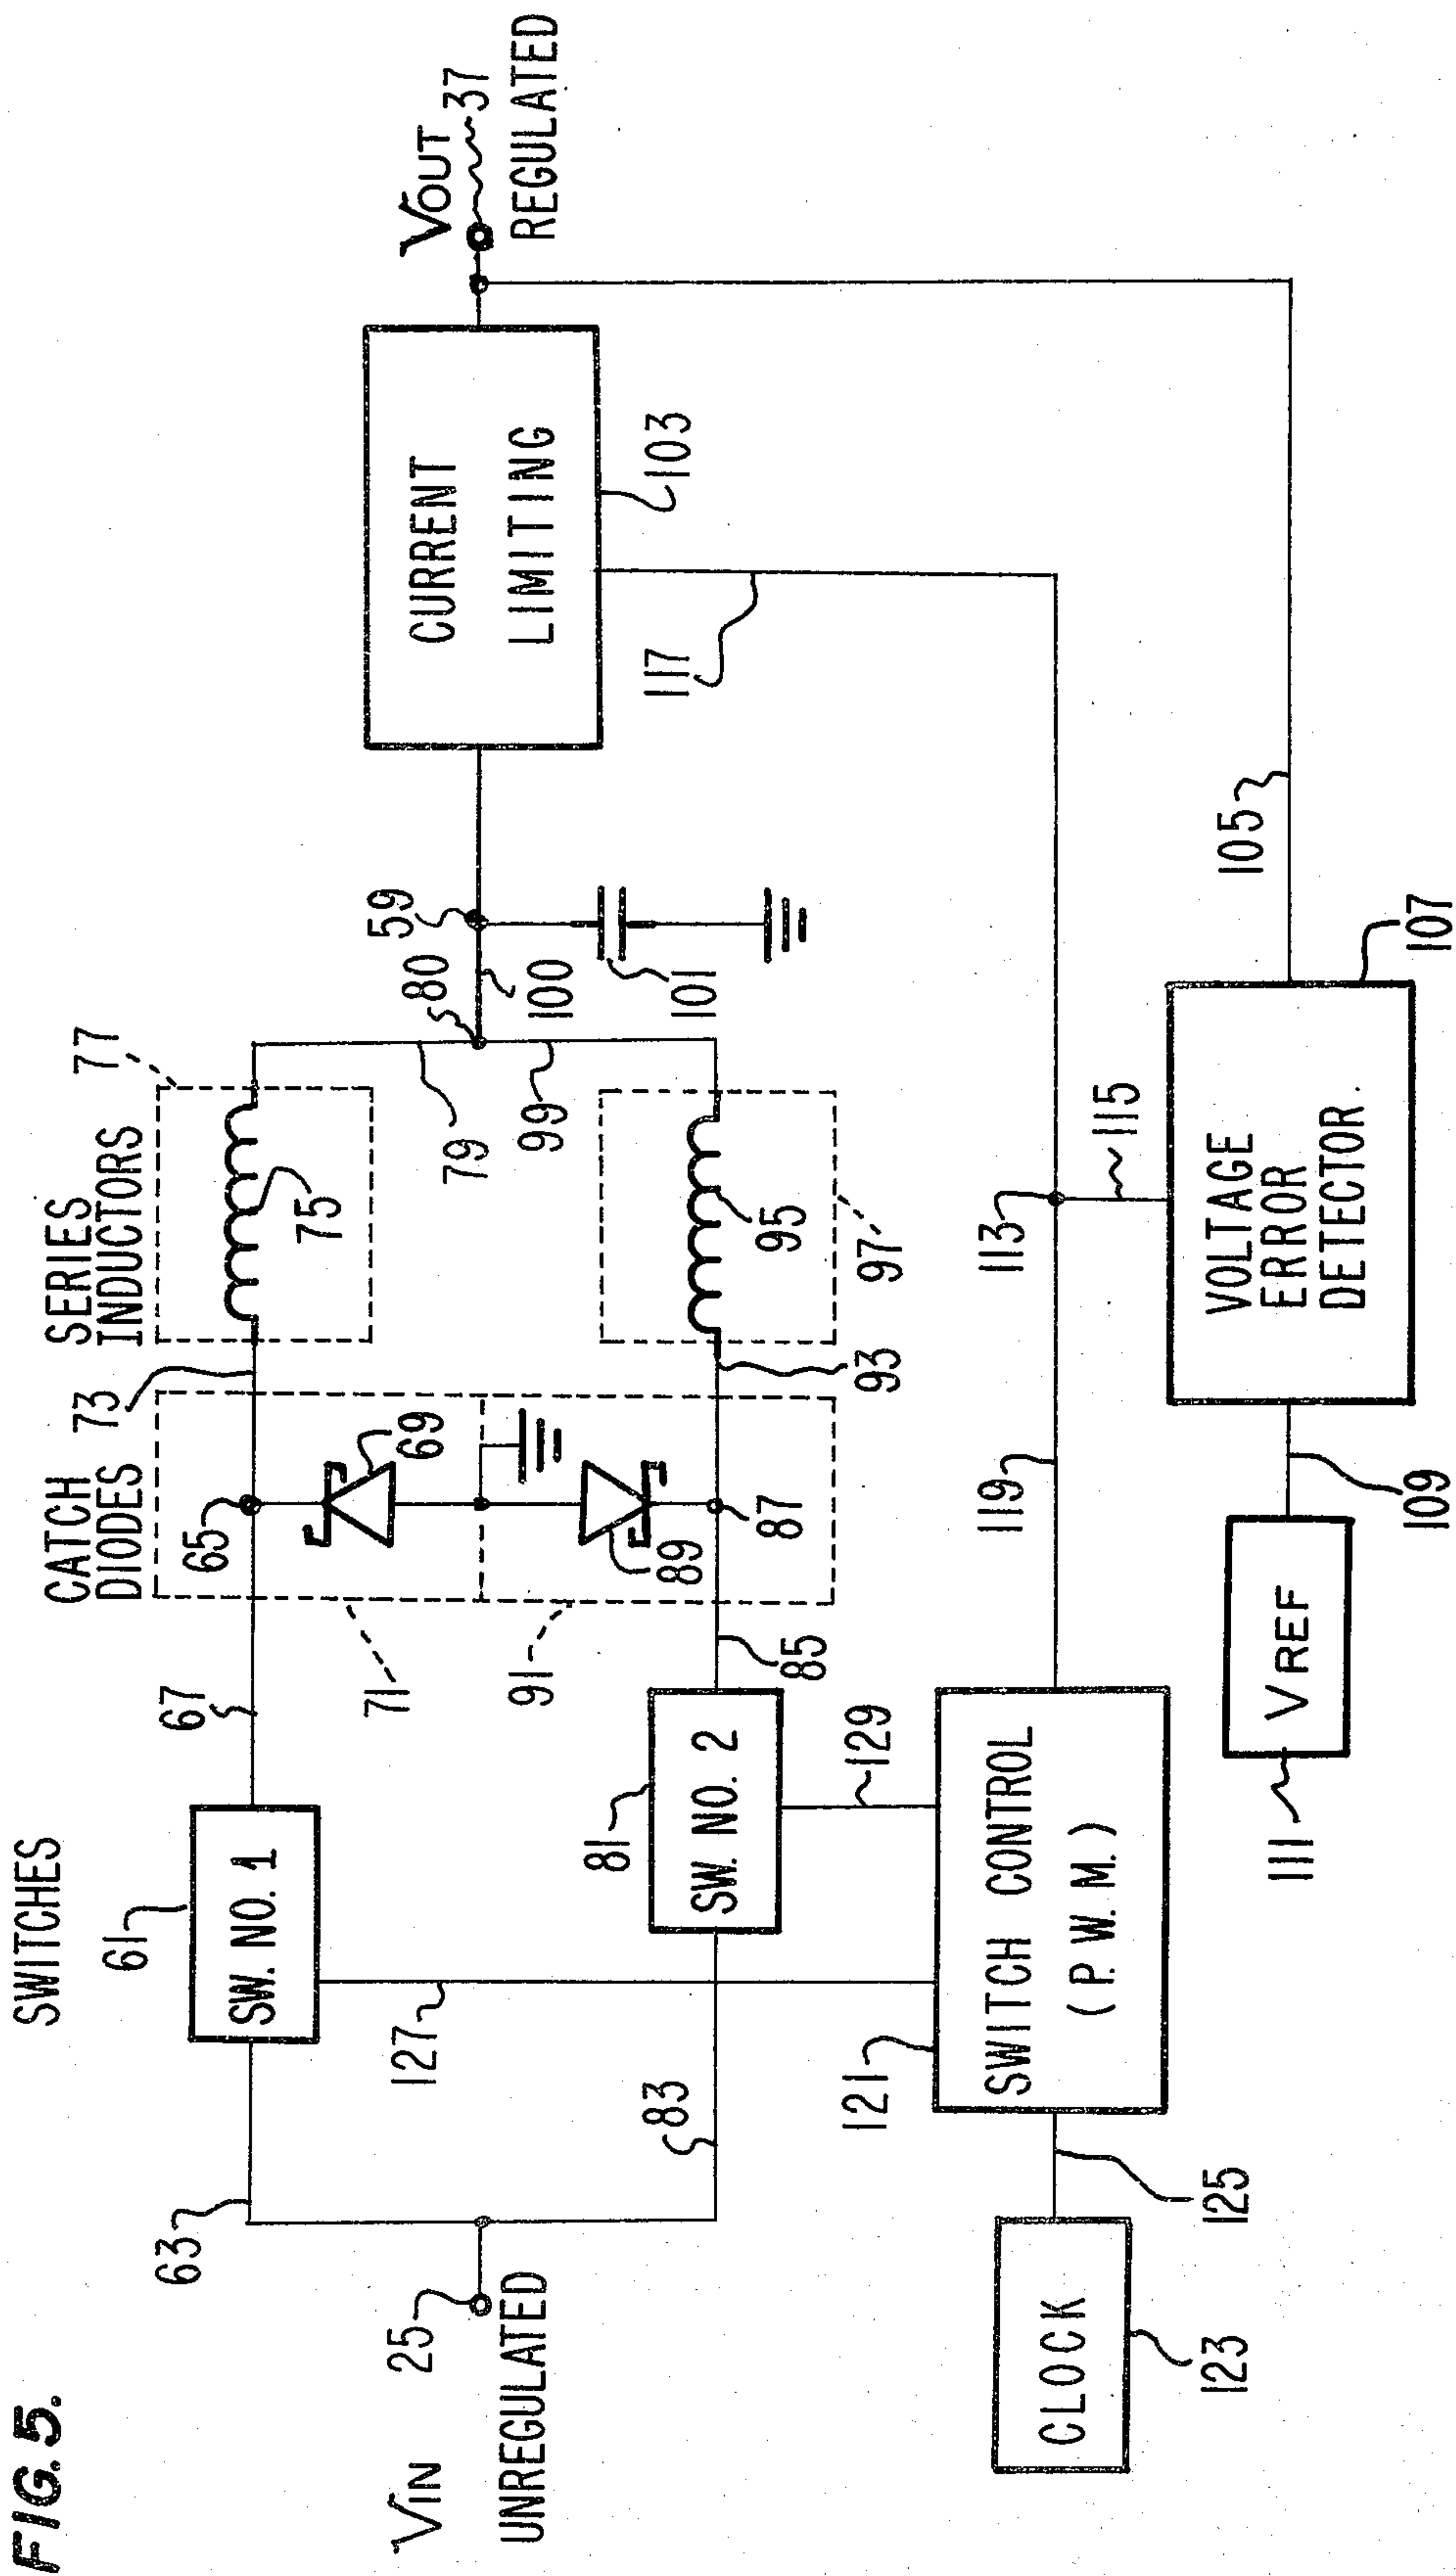 FIG. 5.
SWITCHES
CATCH
DIODES
SERIES
INDUCTORS
61
SW. NO. 1
63
67
65
73
77
75
69
71
91
89
87
79
80
59
99
100
101
95
97
93
VIN
25
UNREGULATED
127
83
81
SW. NO. 2
85
129
CURRENT
LIMITING
103
117
VOUT
37
REGULATED
121
SWITCH CONTROL
(P. W. M.)
119
113
115
105
CLOCK
123
125
VREF
111
109
VOLTAGE
ERROR
DETECTOR
107